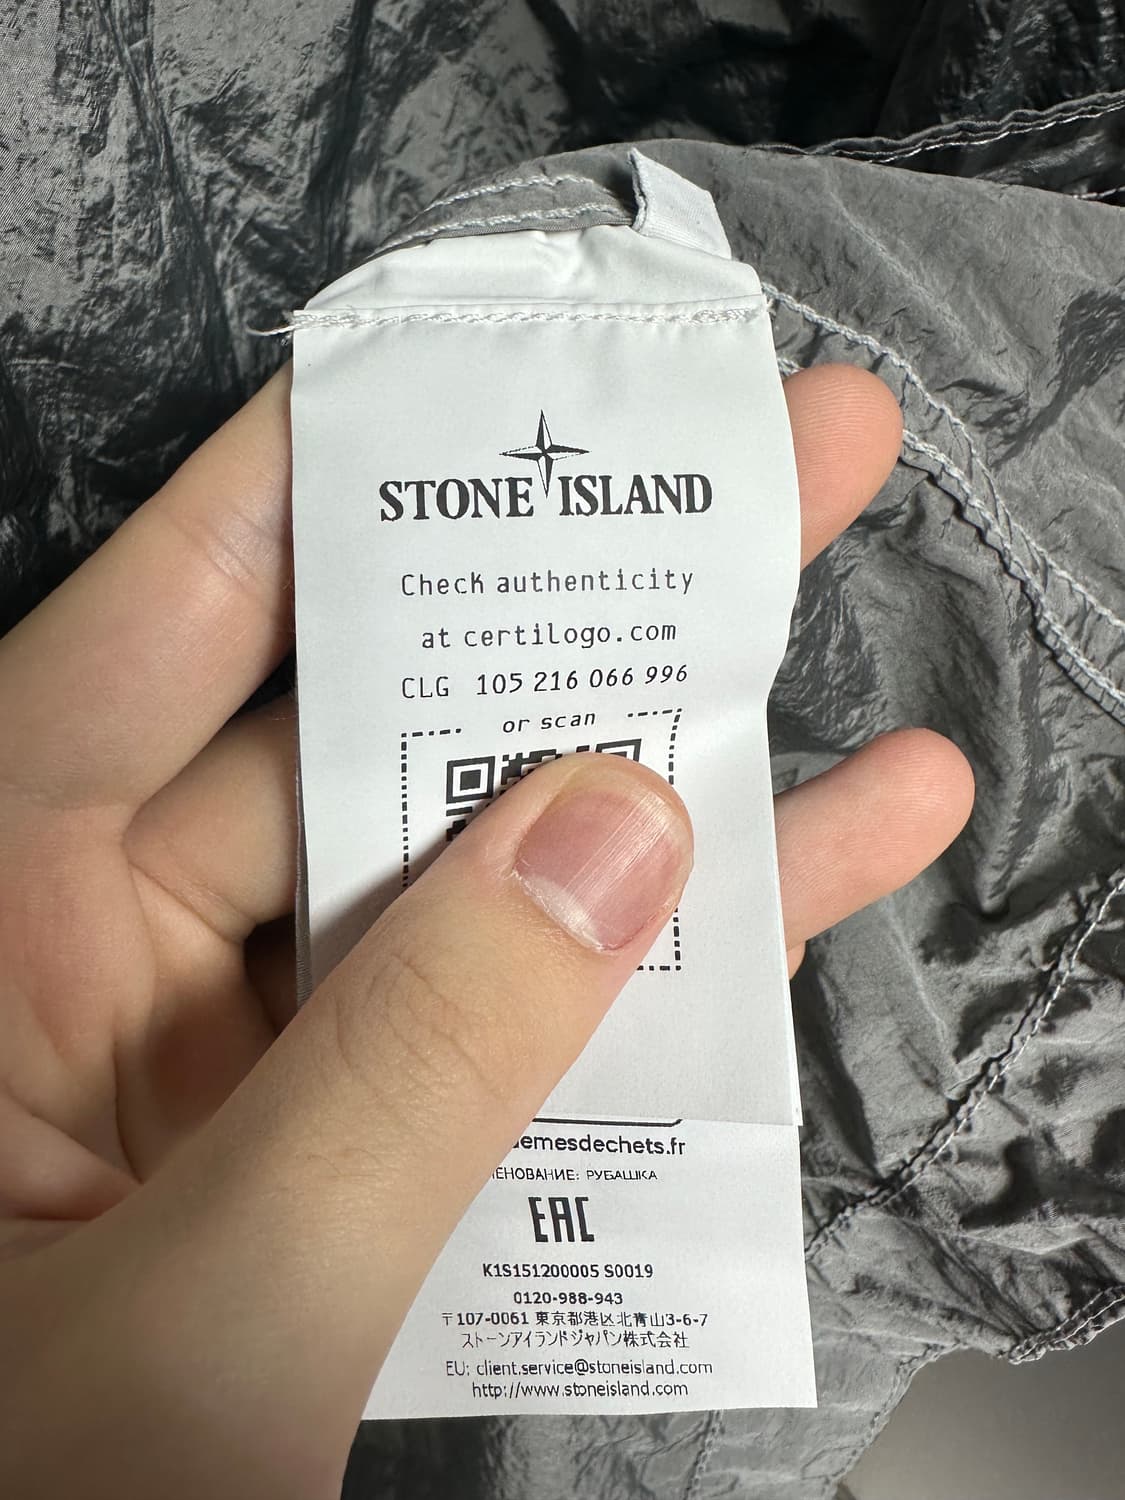 STONE ISLAND
Check authenticity
at certilogo.com
CLG 105 216 066 996
or scan
РУБАШКА
EAC
K1S151200005 S0019
0120-988-943
〒107-0061 東京都港区北青山3-6-7
ストーンアイランドジャパン株式会社
EU: client.service@stoneisland.com
http://www.stoneisland.com